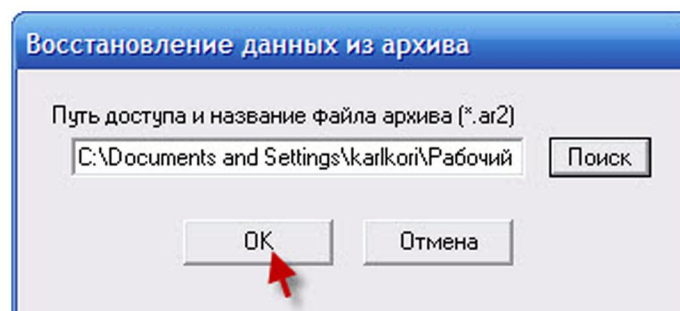 Восстановление данных из архива
Путь доступа и название файла архива (*.ar2)
C:\Documents and Settings\karlkori\Рабочий
Поиск
OK
Отмена